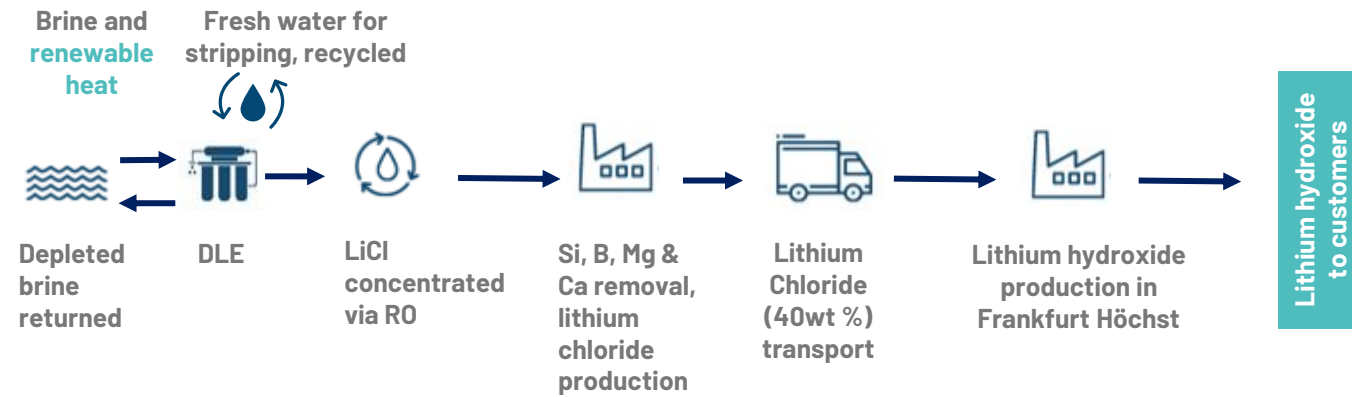 Brine and
renewable
heat
Fresh water for
stripping, recycled
Depleted
brine
returned
DLE
LiCl
concentrated
via RO
Si, B, Mg &
Ca removal,
lithium
chloride
production
Lithium
Chloride
(40wt %)
transport
Lithium hydroxide
production in
Frankfurt Höchst
Lithium hydroxide
to customers